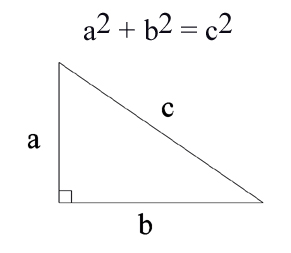 a² + b² = c²
c
a
b